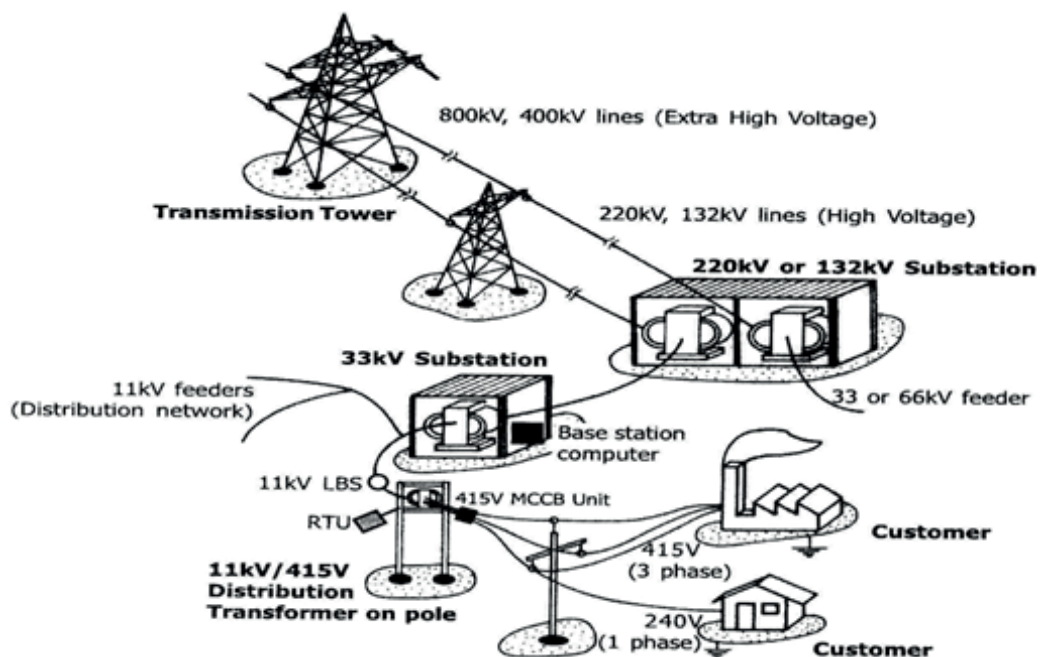 800kV, 400kV lines (Extra High Voltage)
Transmission Tower
220kV, 132kV lines (High Voltage)
220kV or 132kV Substation
33kV Substation
11kV feeders
(Distribution network)
33 or 66kV feeder
Base station
computer
11kV LBS
415V MCCB Unit
RTU
415V
(3 phase)
Customer
11kV/415V
Distribution
Transformer on pole
240V
(1 phase)
Customer